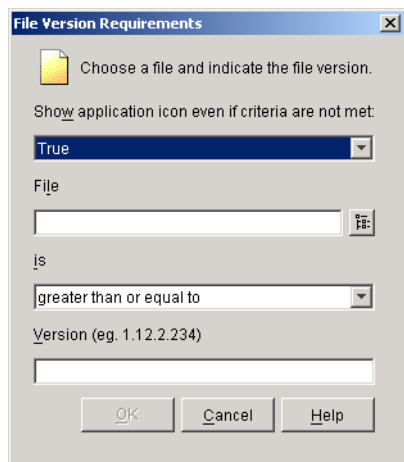 File Version Requirements
Choose a file and indicate the file version.
Show application icon even if criteria are not met:
True
File
is
greater than or equal to
Version (eg. 1.12.2.234)
OK Cancel Help